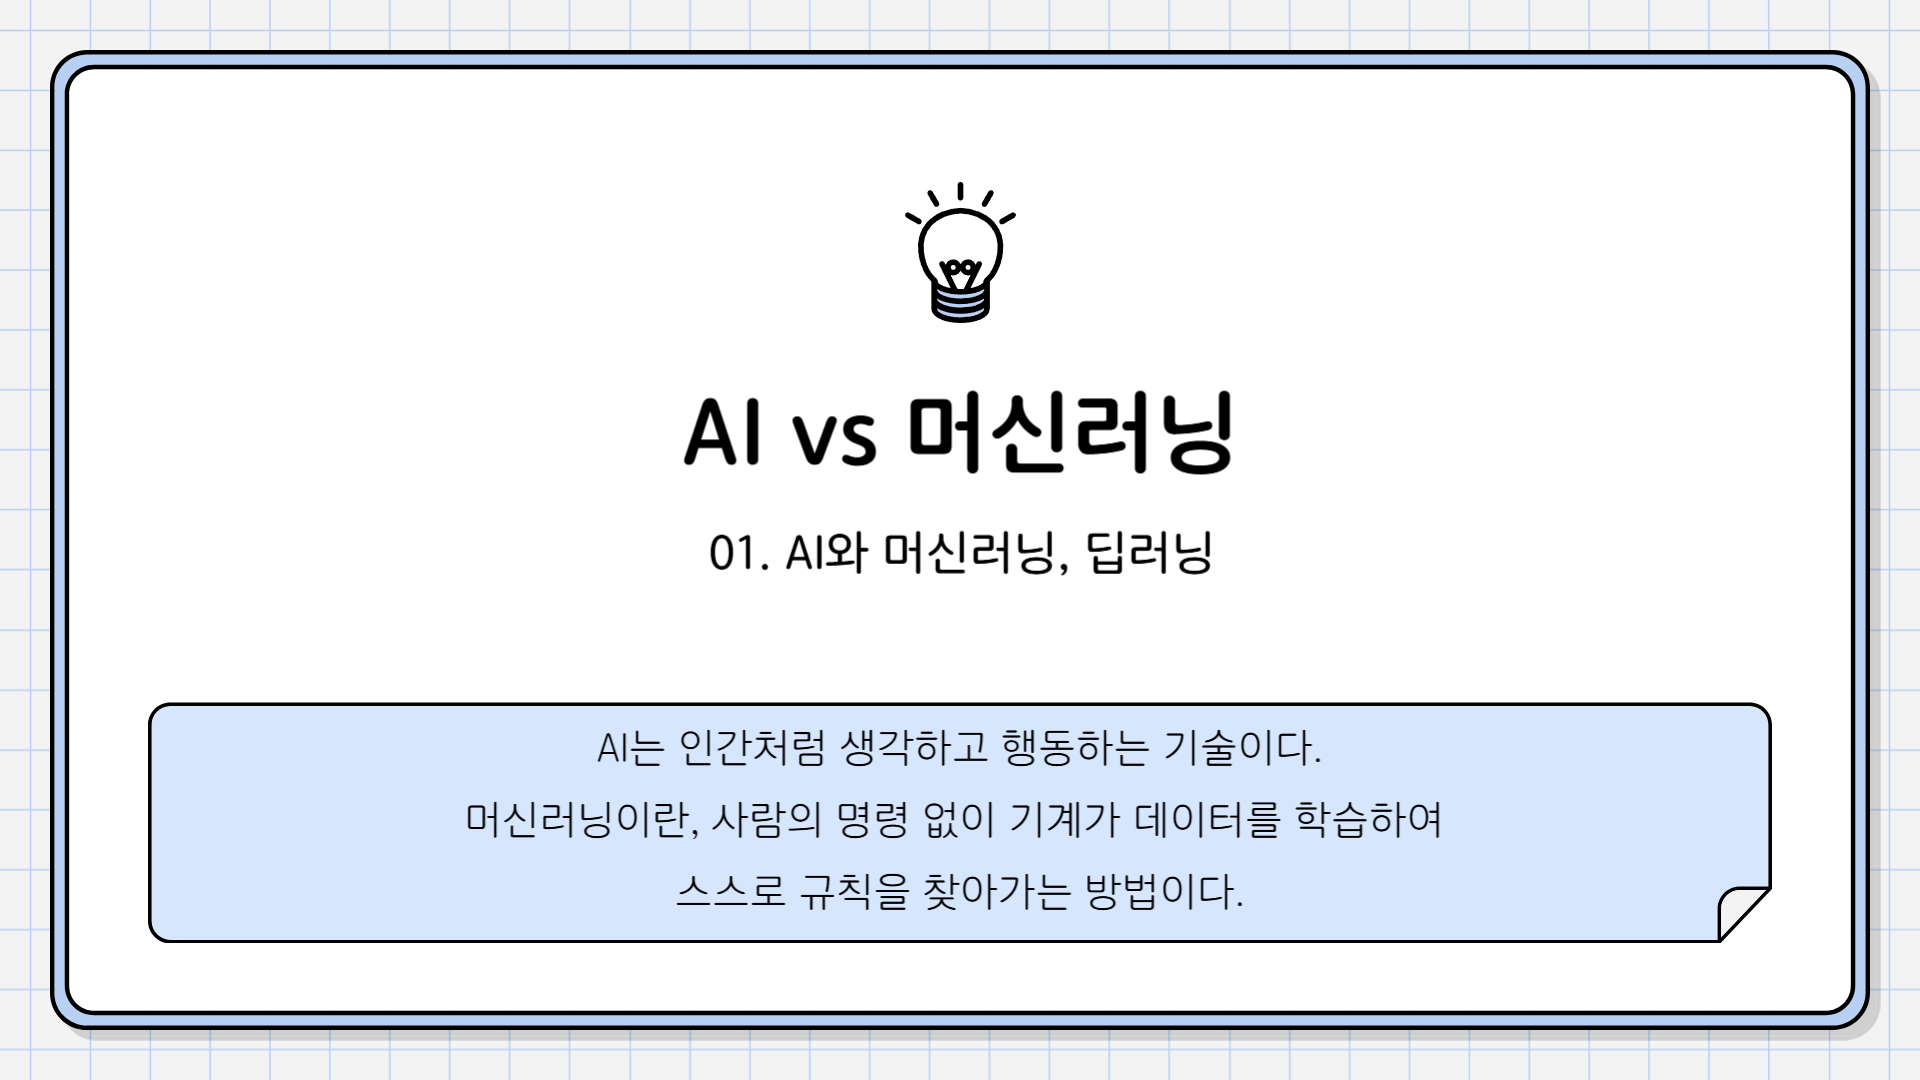 AI vs 머신러닝
01. AI와 머신러닝, 딥러닝
AI는 인간처럼 생각하고 행동하는 기술이다.
머신러닝이란, 사람의 명령 없이 기계가 데이터를 학습하여
스스로 규칙을 찾아가는 방법이다.